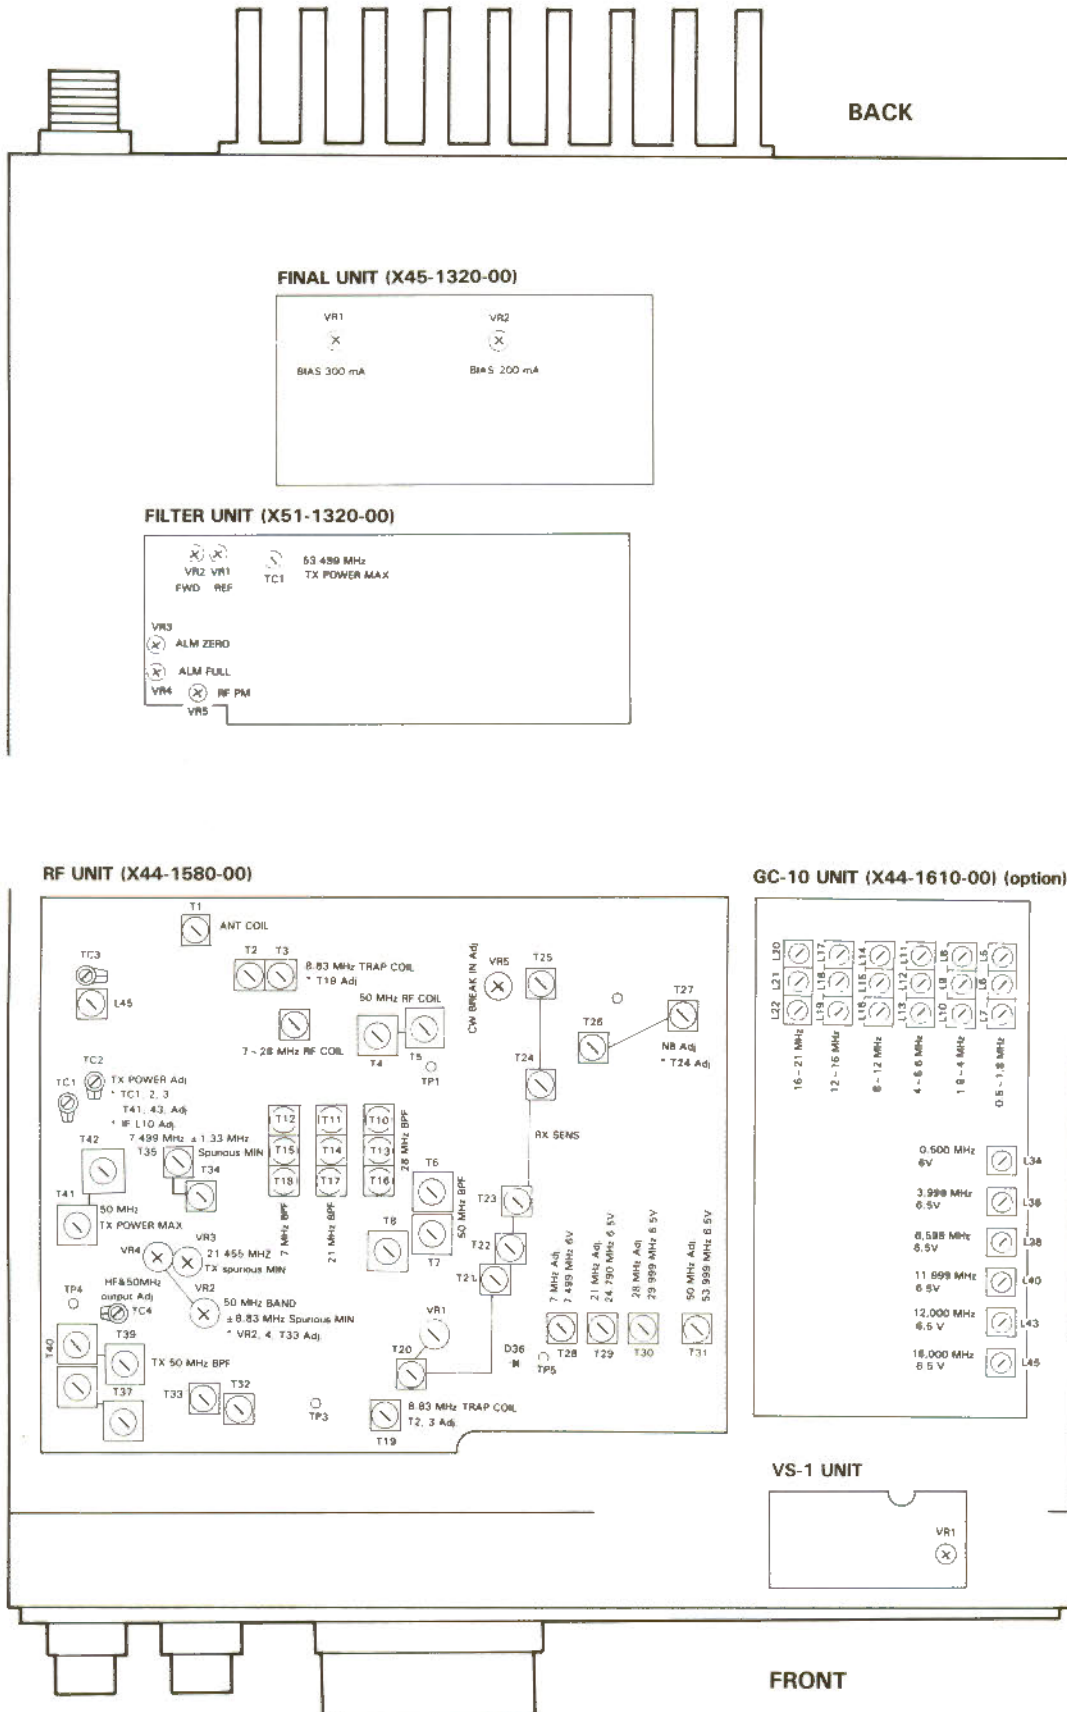 BACK
FINAL UNIT (X45-1320-00)
VR1
VR2
BIAS 300 mA
BIAS 200 mA
FILTER UNIT (X51-1320-00)
VR2 VR1
FWD REF
TC1
53.499 MHz
TX POWER MAX
VR3
ALM ZERO
ALM FULL
VR4
RF PM
VR5
RF UNIT (X44-1580-00)
T1
ANT COIL
TC3
L45
T2 T3
8.83 MHz TRAP COIL
* T19 Adj
7~28 MHz RF COIL
50 MHz RF COIL
T4
T5
TP1
CW BREAK IN Adj
VR5
T25
T24
T26
T27
NB Adj
* T24 Adj
RX SENS
TC2
TC1
TX POWER Adj
* TC1, 2, 3
T41, 43, Adj
* IF L10 Adj
7.499 MHz ± 1.33 MHz
Spurious MIN
T42
T35
T34
T41
50 MHz
TX POWER MAX
T12 T11 T10
T15 T14 T13
T18 T17 T16
7 MHz BPF
21 MHz BPF
28 MHz BPF
T6
T7
T8
50 MHz BPF
T23
T22
T21
VR3
VR4
21.455 MHZ
TX spurious MIN
VR2
50 MHz BAND
± 8.83 MHz Spurious MIN
* VR2, 4, T33 Adj
TP4
HF&50MHz
output Adj
TC4
T40
T39
TX 50 MHz BPF
T37
T33
T32
TP3
VR1
T20
8.83 MHz TRAP COIL
T2, 3 Adj
T19
D36
TP5
7 MHz Adj
7.499 MHz 6V
21 MHz Adj
24.790 MHz 6.5V
28 MHz Adj
29.999 MHz 6.5V
50 MHz Adj
53.999 MHz 6.5V
T28
T29
T30
T31
GC-10 UNIT (X44-1610-00) (option)
L20 L17 L14 L11 L8 L5
L21 L18 L15 L12 L9 L6
L22 L19 L16 L13 L10 L7
16~21 MHz
12~16 MHz
8~12 MHz
4~6.6 MHz
1.8~4 MHz
0.5~1.8 MHz
0.500 MHz
6V
L34
3.999 MHz
6.5V
L36
6.599 MHz
6.5V
L38
11.999 MHz
6.5V
L40
12,000 MHz
6.5 V
L43
16,000 MHz
6.5 V
L45
VS-1 UNIT
VR1
FRONT